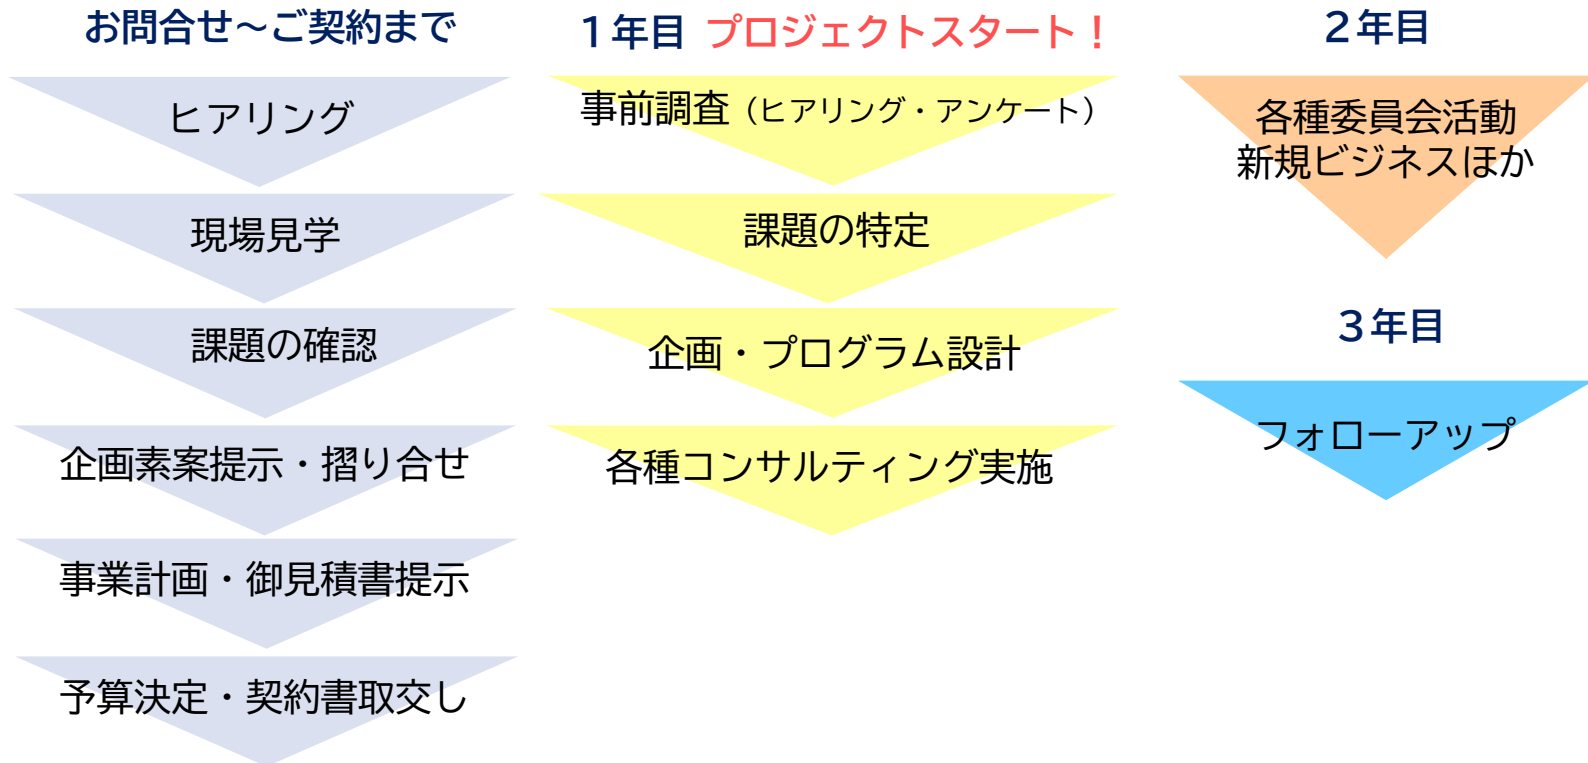 お問合せ～ご契約まで
ヒアリング
現場見学
課題の確認
企画素案提示・摺り合せ
事業計画・御見積書提示
予算決定・契約書取交し
１年目 プロジェクトスタート！
事前調査（ヒアリング・アンケート）
課題の特定
企画・プログラム設計
各種コンサルティング実施
２年目
各種委員会活動
新規ビジネスほか
３年目
フォローアップ